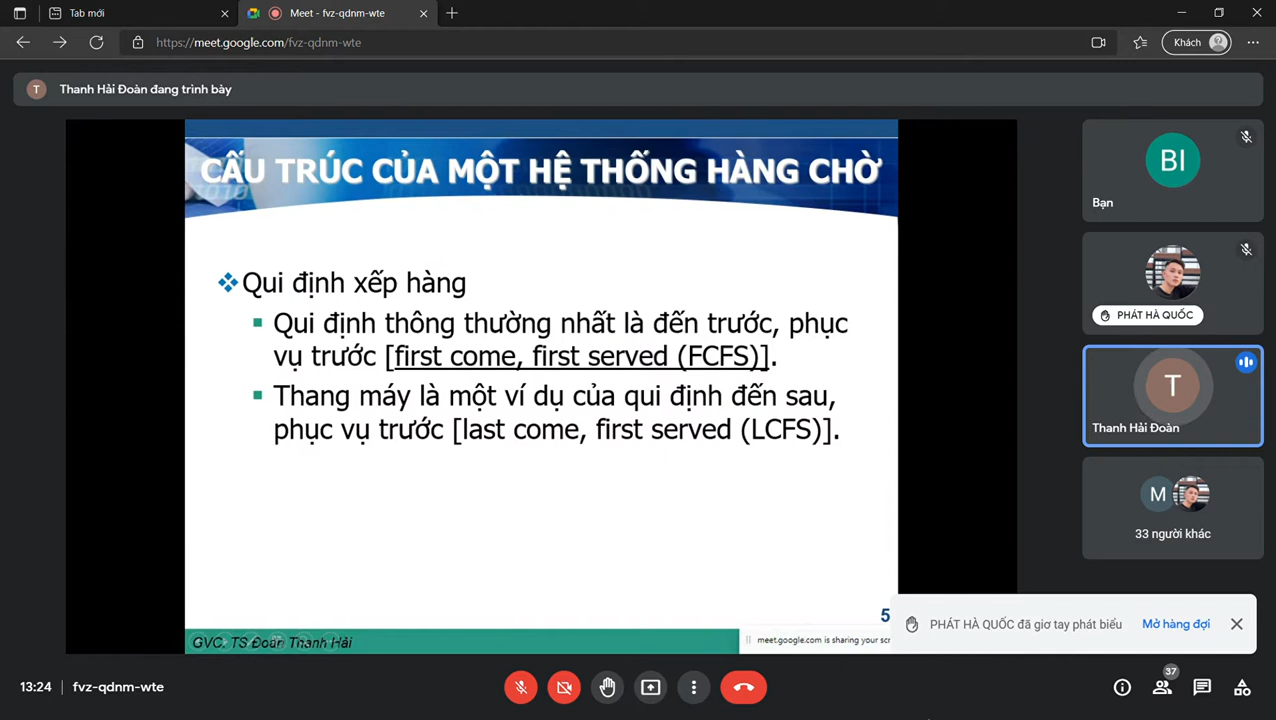 Tab mới
Meet - fvz-qdnm-wte
https://meet.google.com/fvz-qdnm-wte
Khách
T
Thanh Hải Đoàn đang trình bày
CẤU TRÚC CỦA MỘT HỆ THỐNG HÀNG CHỜ
Qui định xếp hàng
Qui định thông thường nhất là đến trước, phục
vụ trước [first come, first served (FCFS)].
Thang máy là một ví dụ của qui định đến sau,
phục vụ trước [last come, first served (LCFS)].
5
GVC. TS Đoàn Thanh Hải
meet.google.com is sharing your scr
BI
Bạn
PHÁT HÀ QUỐC
T
Thanh Hải Đoàn
M
33 người khác
PHÁT HÀ QUỐC đã giơ tay phát biểu
Mở hàng đợi
13:24
fvz-qdnm-wte
37